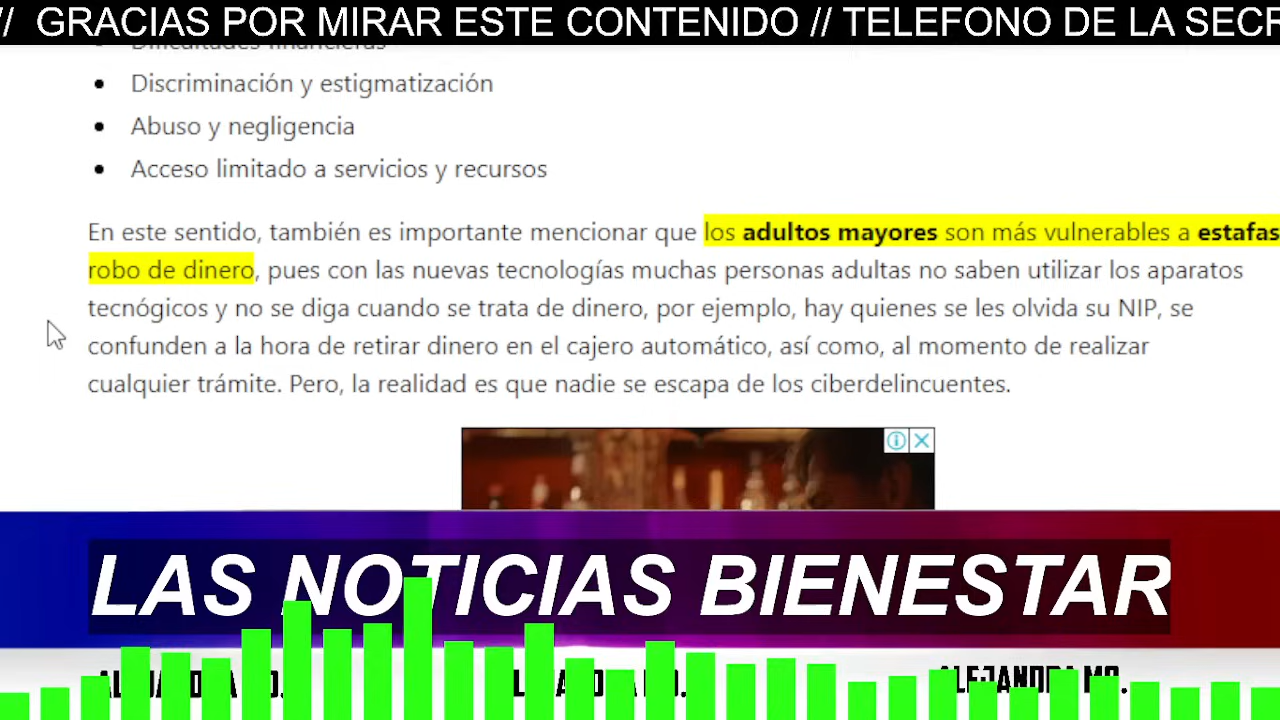 // GRACIAS POR MIRAR ESTE CONTENIDO // TELEFONO DE LA SECR
Dificultades financieras
Discriminación y estigmatización
Abuso y negligencia
Acceso limitado a servicios y recursos
En este sentido, también es importante mencionar que los adultos mayores son más vulnerables a estafas
robo de dinero, pues con las nuevas tecnologías muchas personas adultas no saben utilizar los aparatos
tecnógicos y no se diga cuando se trata de dinero, por ejemplo, hay quienes se les olvida su NIP, se
confunden a la hora de retirar dinero en el cajero automático, así como, al momento de realizar
cualquier trámite. Pero, la realidad es que nadie se escapa de los ciberdelincuentes.
LAS NOTICIAS BIENESTAR
ALEJANDRA MO.